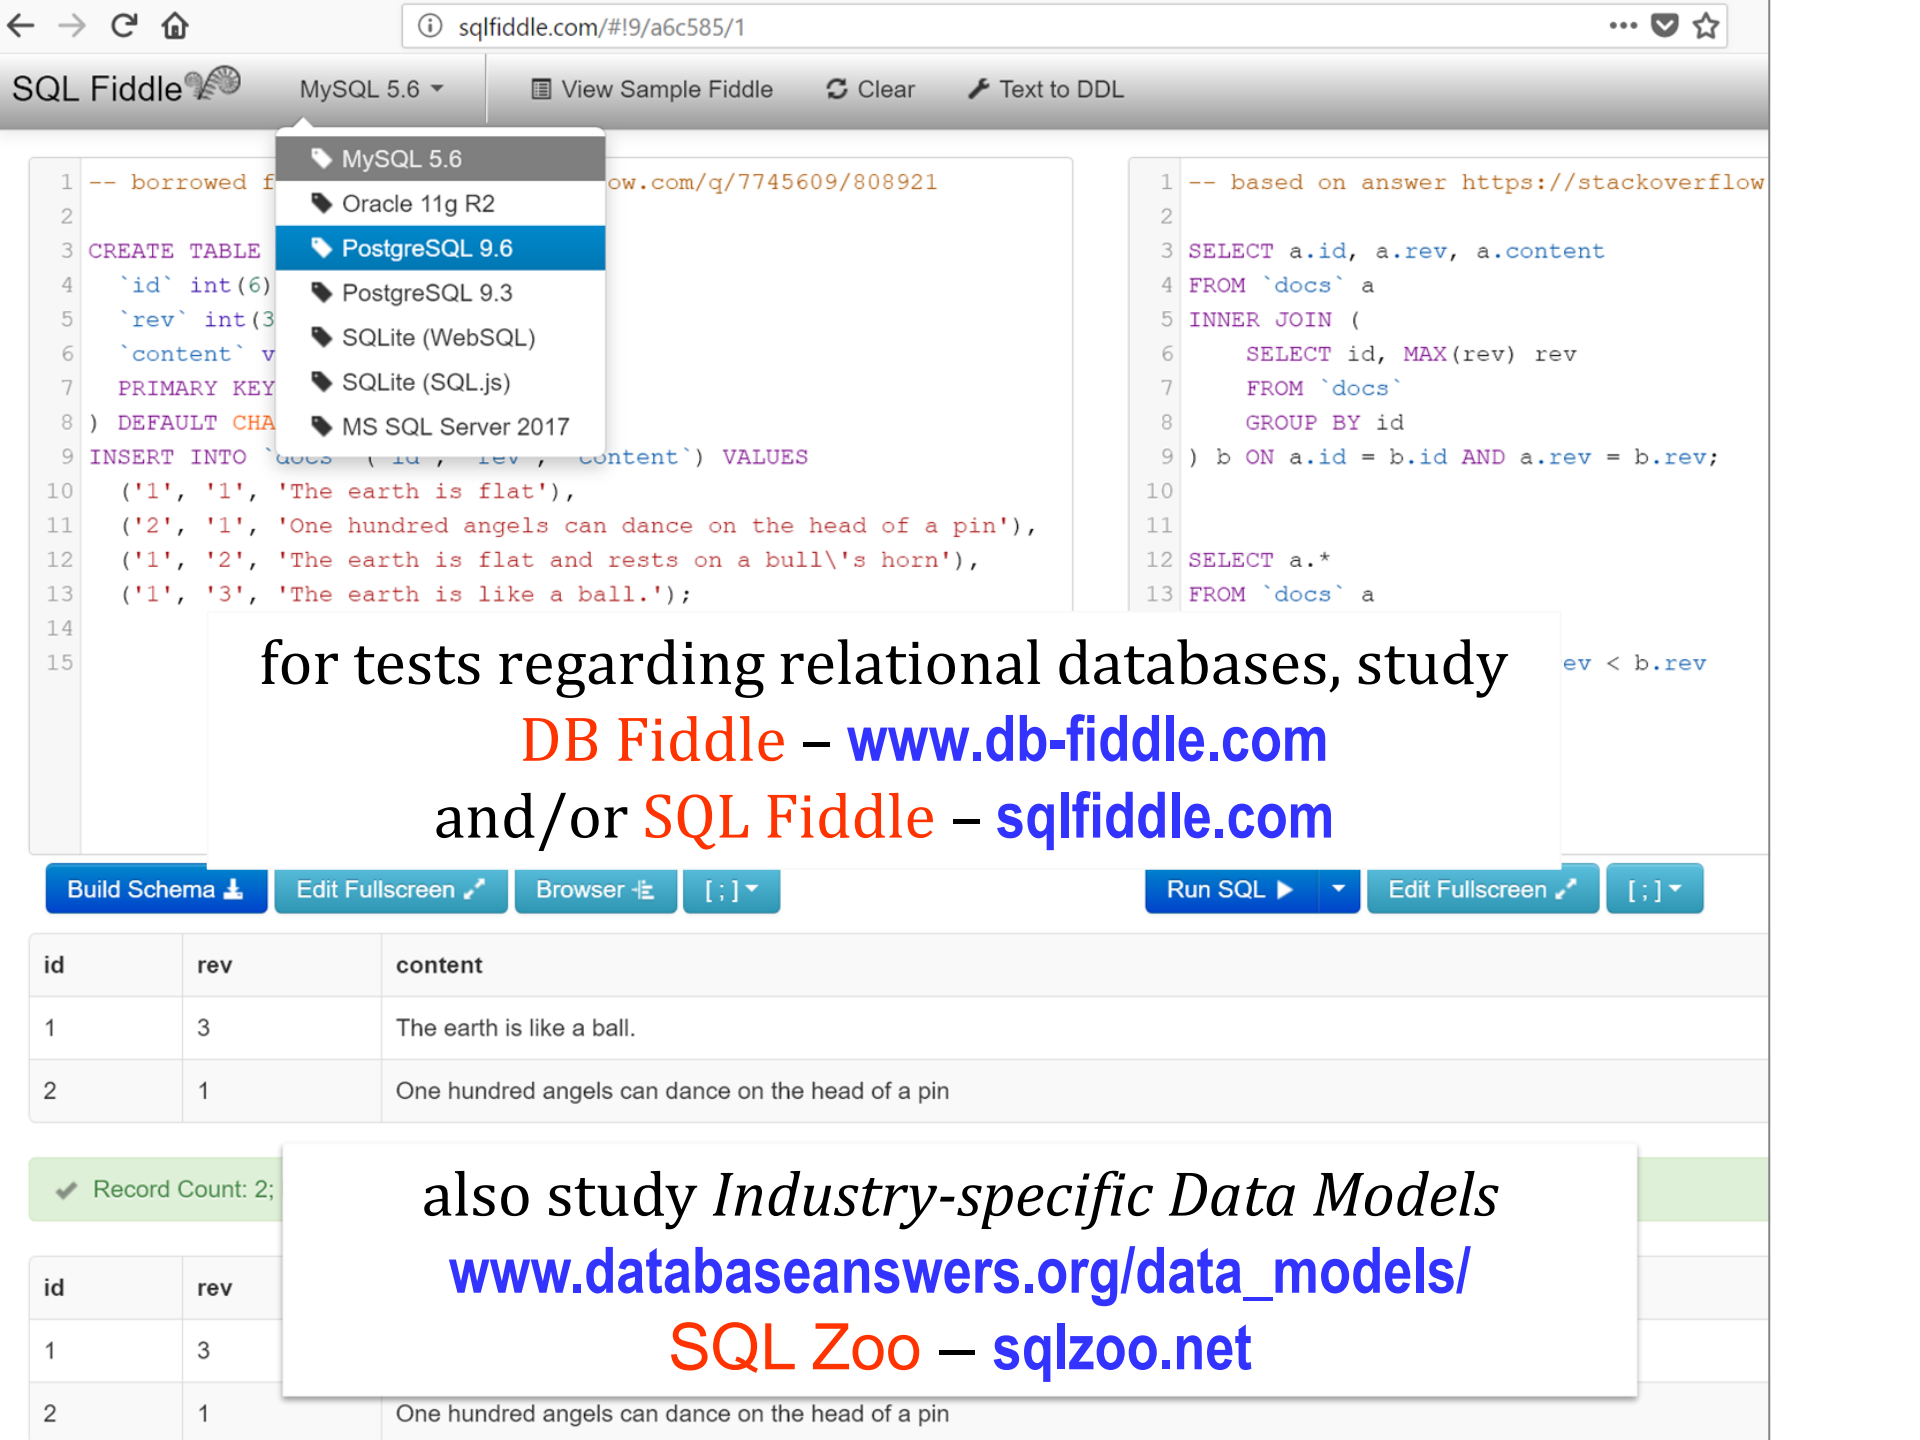 sqlfiddle.com/#!9/a6c585/1
SQL Fiddle
MySQL 5.6
View Sample Fiddle
Clear
Text to DDL
MySQL 5.6
Oracle 11g R2
PostgreSQL 9.6
PostgreSQL 9.3
SQLite (WebSQL)
SQLite (SQL.js)
MS SQL Server 2017
1 -- borrowed f ow.com/q/7745609/808921
2
3 CREATE TABLE
4 `id` int(6)
5 `rev` int(3
6 `content` v
7 PRIMARY KEY
8 ) DEFAULT CHA
9 INSERT INTO `docs` (`id`, `rev`, `content`) VALUES
10 ('1', '1', 'The earth is flat'),
11 ('2', '1', 'One hundred angels can dance on the head of a pin'),
12 ('1', '2', 'The earth is flat and rests on a bull\'s horn'),
13 ('1', '3', 'The earth is like a ball.');
14
15
1 -- based on answer https://stackoverflow
2
3 SELECT a.id, a.rev, a.content
4 FROM `docs` a
5 INNER JOIN (
6 SELECT id, MAX(rev) rev
7 FROM `docs`
8 GROUP BY id
9 ) b ON a.id = b.id AND a.rev = b.rev;
10
11
12 SELECT a.*
13 FROM `docs` a
ev < b.rev
for tests regarding relational databases, study
DB Fiddle – www.db-fiddle.com
and/or SQL Fiddle – sqlfiddle.com
Build Schema
Edit Fullscreen
Browser
[ ; ]
Run SQL
Edit Fullscreen
[ ; ]
id rev content
1 3 The earth is like a ball.
2 1 One hundred angels can dance on the head of a pin
Record Count: 2;
also study Industry-specific Data Models
www.databaseanswers.org/data_models/
SQL Zoo – sqlzoo.net
id rev
1 3
2 1 One hundred angels can dance on the head of a pin